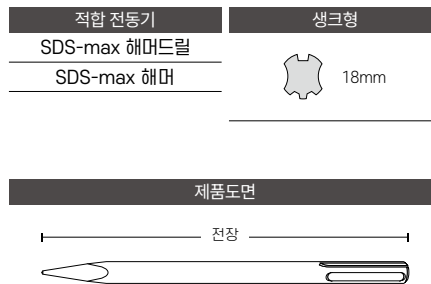 적합 전동기
SDS-max 해머드릴
SDS-max 해머
생크형
18mm
제품도면
전장